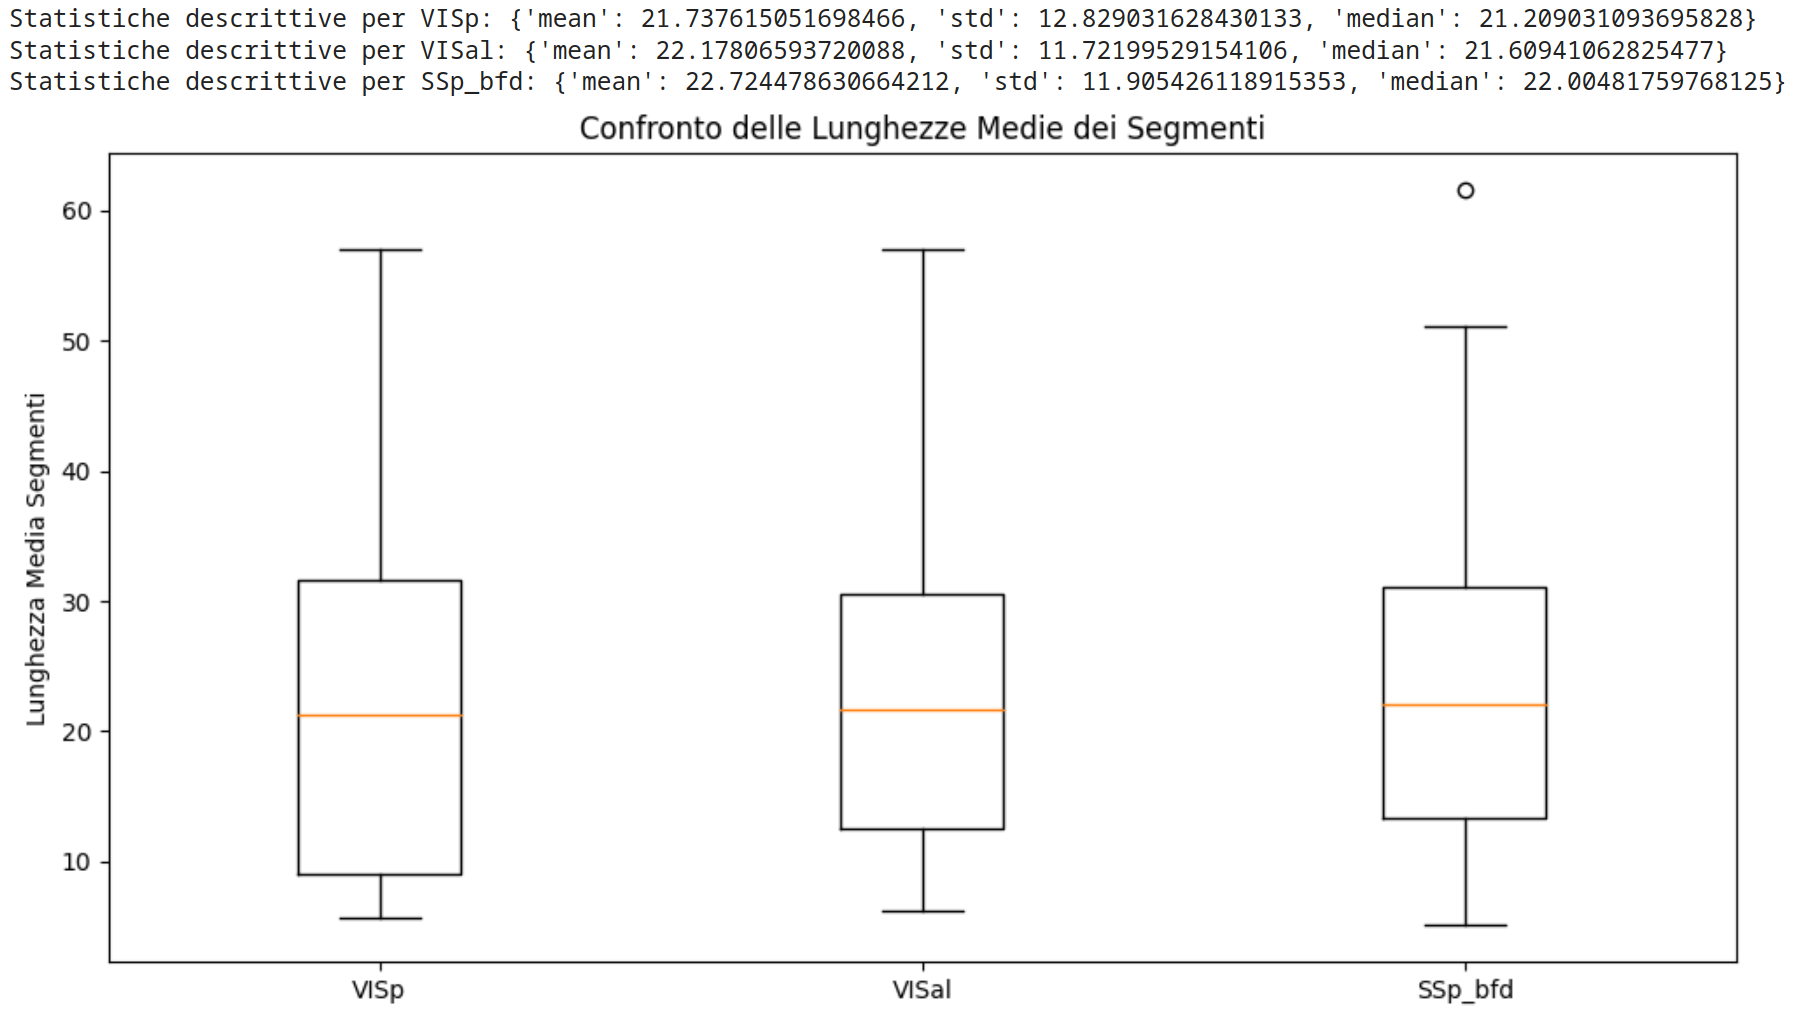 Statistiche descrittive per VISp: {'mean': 21.737615051698466, 'std': 12.829031628430133, 'median': 21.209031093695828}
Statistiche descrittive per VISal: {'mean': 22.17806593720088, 'std': 11.72199529154106, 'median': 21.60941062825477}
Statistiche descrittive per SSp_bfd: {'mean': 22.724478630664212, 'std': 11.905426118915353, 'median': 22.00481759768125}
Confronto delle Lunghezze Medie dei Segmenti
Lunghezza Media Segmenti
60
50
40
30
20
10
VISp VISal SSp_bfd